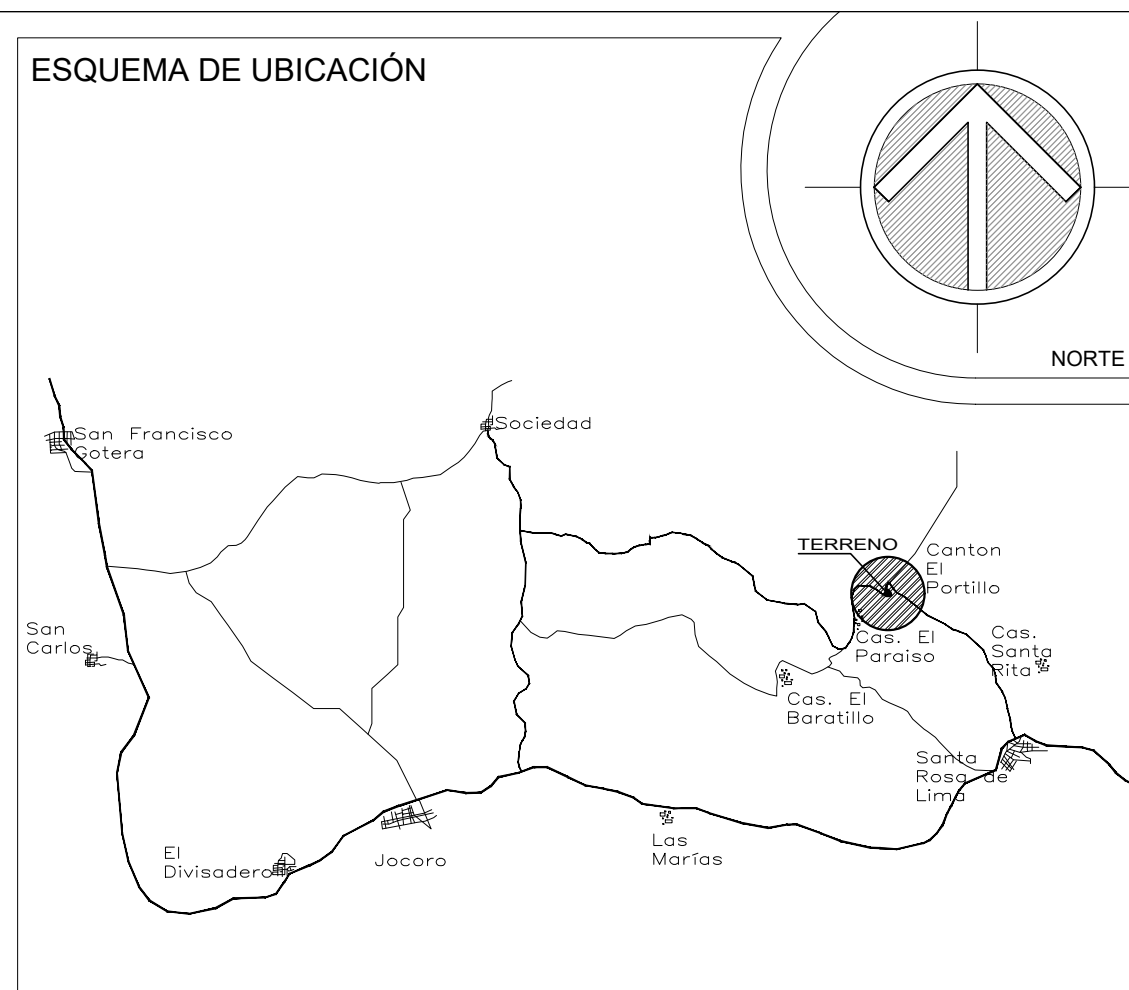 ESQUEMA DE UBICACIÓN
NORTE
San Francisco
Gotera
Sociedad
TERRENO
Canton
El
Portillo
San
Carlos
Cas. El
Paraiso
Cas.
Santa
Rita
Cas. El
Baratillo
Santa
Rosa de
Lima
Las
Marías
El
Divisadero
Jocoro